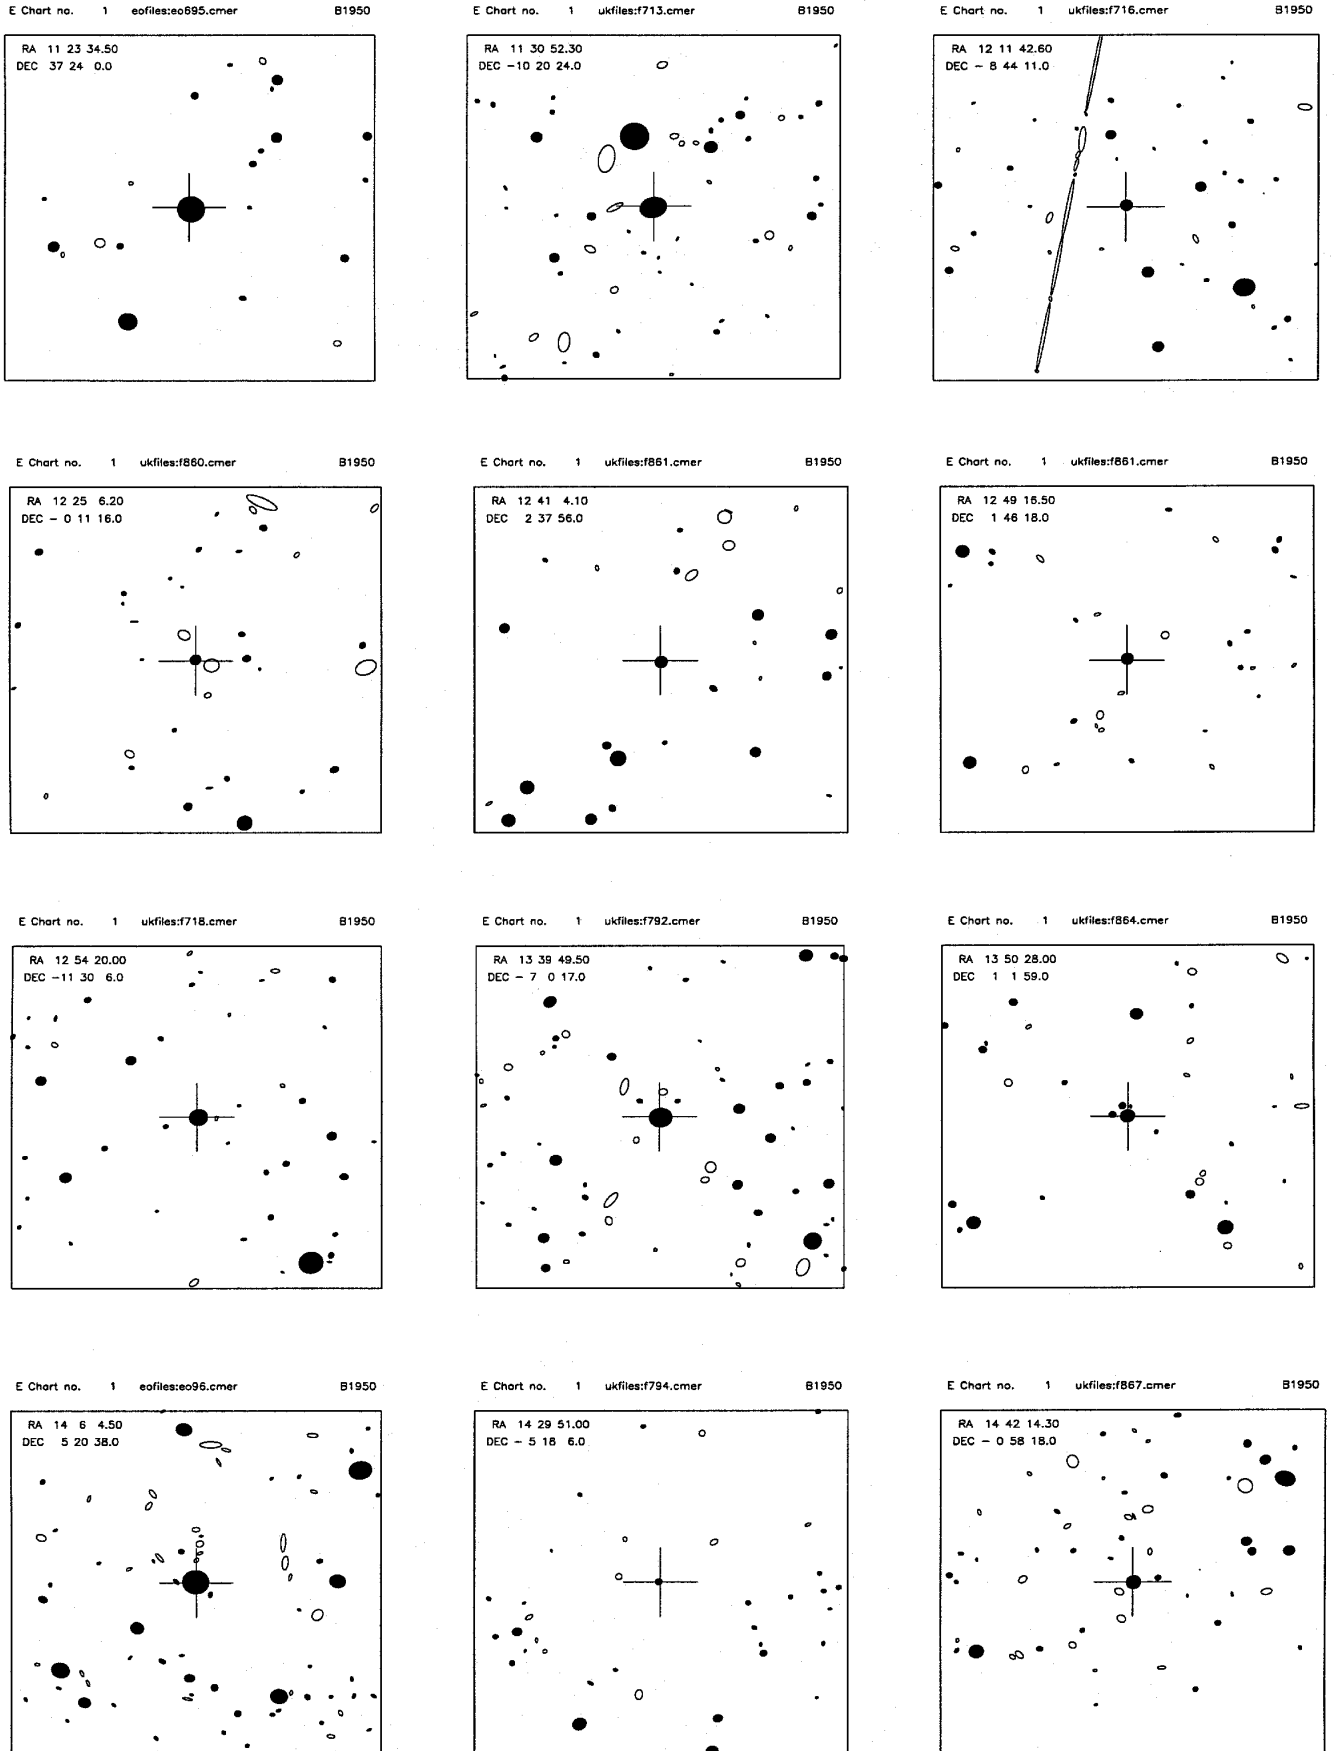 E Chart no. 1 eofiles:eo695.cmer B1950
RA 11 23 34.50
DEC 37 24 0.0
E Chart no. 1 ukfiles:f713.cmer B1950
RA 11 30 52.30
DEC -10 20 24.0
E Chart no. 1 ukfiles:f716.cmer B1950
RA 12 11 42.60
DEC - 8 44 11.0
E Chart no. 1 ukfiles:f860.cmer B1950
RA 12 25 6.20
DEC - 0 11 16.0
E Chart no. 1 ukfiles:f861.cmer B1950
RA 12 41 4.10
DEC 2 37 56.0
E Chart no. 1 ukfiles:f861.cmer B1950
RA 12 49 16.50
DEC 1 46 18.0
E Chart no. 1 ukfiles:f718.cmer B1950
RA 12 54 20.00
DEC -11 30 6.0
E Chart no. 1 ukfiles:f792.cmer B1950
RA 13 39 49.50
DEC - 7 0 17.0
E Chart no. 1 ukfiles:f864.cmer B1950
RA 13 50 28.00
DEC 1 1 59.0
E Chart no. 1 eofiles:eo96.cmer B1950
RA 14 6 4.50
DEC 5 20 38.0
E Chart no. 1 ukfiles:f794.cmer B1950
RA 14 29 51.00
DEC - 5 18 6.0
E Chart no. 1 ukfiles:f867.cmer B1950
RA 14 42 14.30
DEC - 0 58 18.0